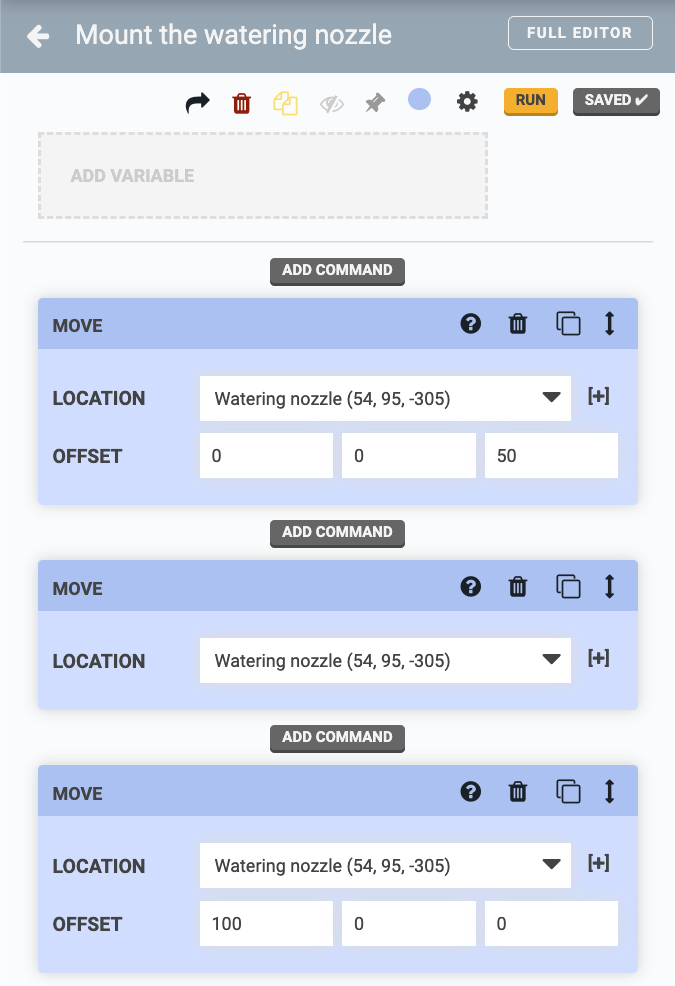 Mount the watering nozzle FULL EDITOR
RUN SAVED ✔
ADD VARIABLE
ADD COMMAND
MOVE
LOCATION Watering nozzle (54, 95, -305) [+]
OFFSET 0 0 50
ADD COMMAND
MOVE
LOCATION Watering nozzle (54, 95, -305) [+]
ADD COMMAND
MOVE
LOCATION Watering nozzle (54, 95, -305) [+]
OFFSET 100 0 0